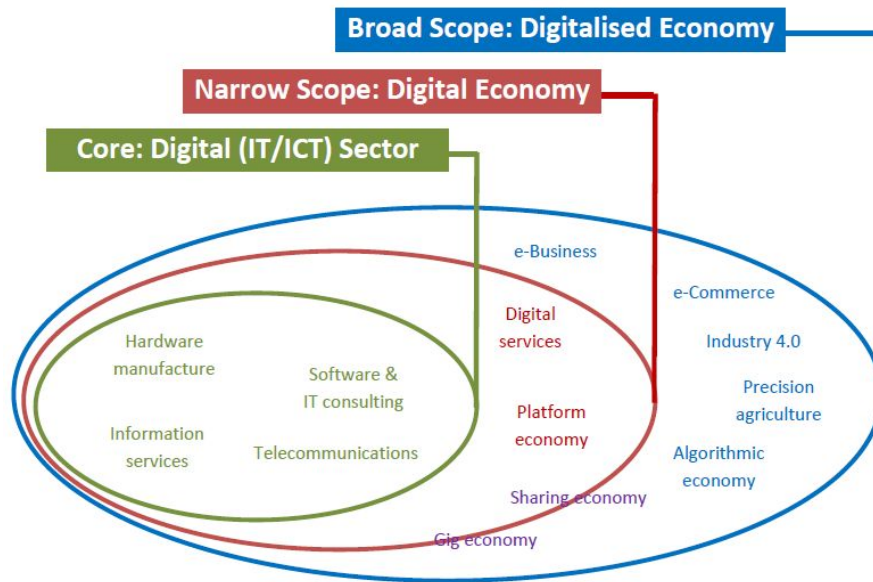 Broad Scope: Digitalised Economy
Narrow Scope: Digital Economy
Core: Digital (IT/ICT) Sector
e-Business
e-Commerce
Digital
services
Industry 4.0
Hardware
manufacture
Software &
IT consulting
Precision
agriculture
Platform
economy
Information
services
Telecommunications
Algorithmic
economy
Sharing economy
Gig economy